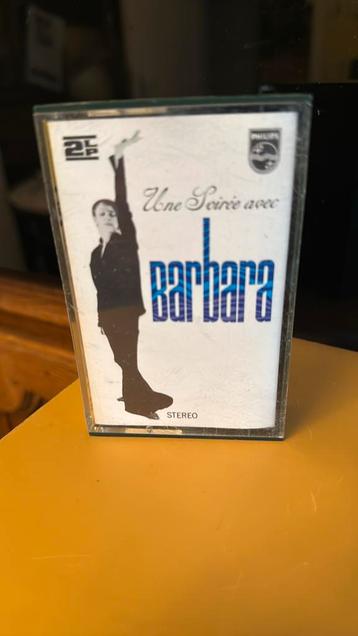 2LP
PHILIPS
Une Soirée avec
Barbara
STEREO